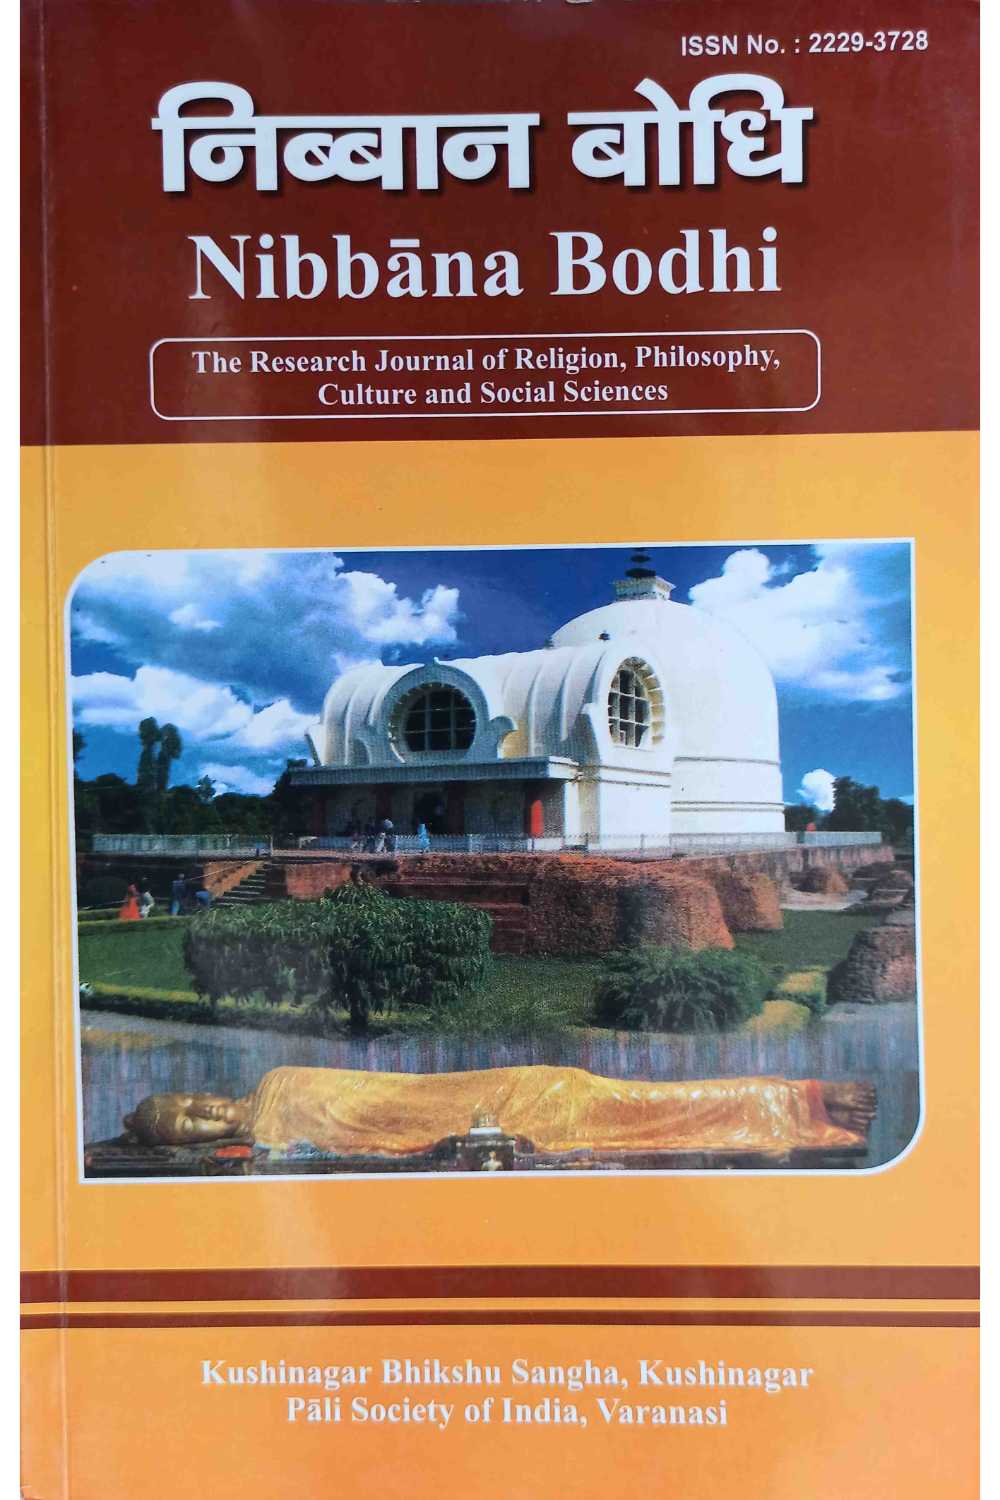 ISSN No. : 2229-3728
निब्बान बोधि
Nibbāna Bodhi
The Research Journal of Religion, Philosophy,
Culture and Social Sciences
Kushinagar Bhikshu Sangha, Kushinagar
Pāli Society of India, Varanasi